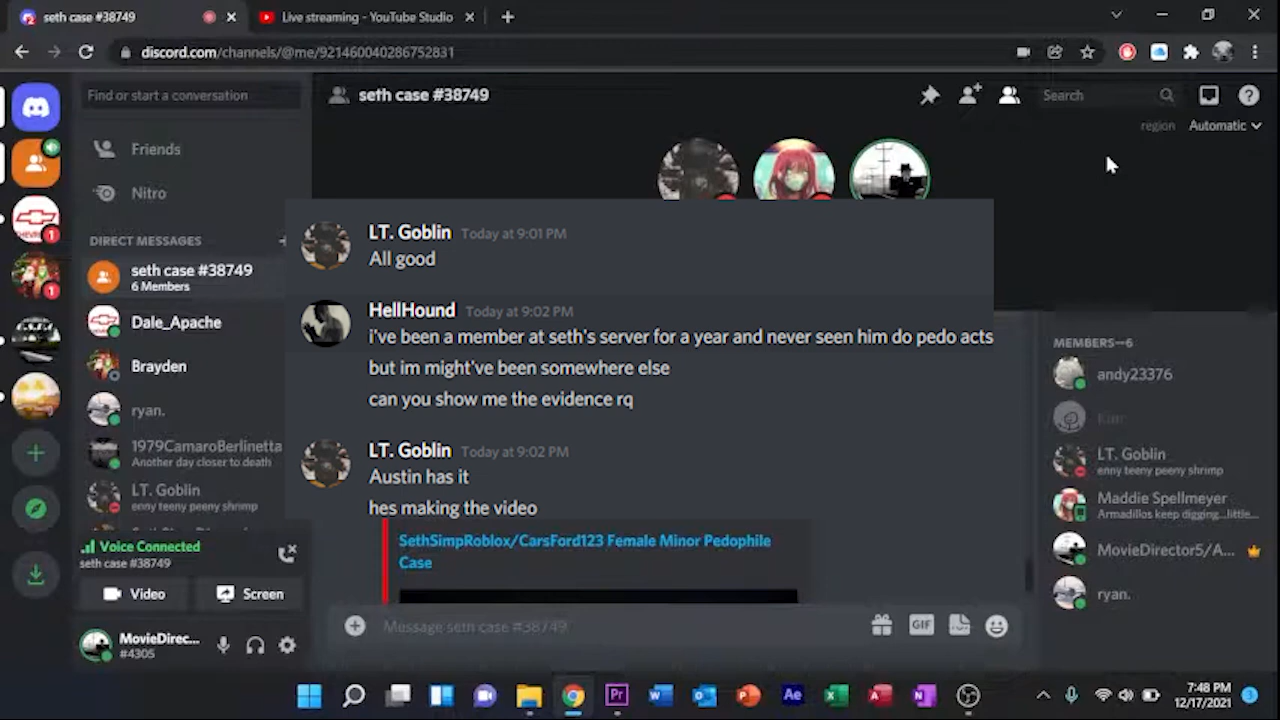 seth case #38749
Live streaming - YouTube Studio
discord.com/channels/@me/921460040286752831
Find or start a conversation
seth case #38749
Search
region
Automatic
Friends
Nitro
DIRECT MESSAGES
seth case #38749
6 Members
Dale_Apache
Brayden
ryan.
1979CamaroBerlinetta
Another day closer to death
LT. Goblin
enny teeny peeny shrimp
Voice Connected
seth case #38749
Video
Screen
MovieDirec...
#4305
LT. Goblin Today at 9:01 PM
All good
HellHound Today at 9:02 PM
i've been a member at seth's server for a year and never seen him do pedo acts
but im might've been somewhere else
can you show me the evidence rq
LT. Goblin Today at 9:02 PM
Austin has it
hes making the video
SethSimpRoblox/CarsFord123 Female Minor Pedophile
Case
Message seth case #38749
GIF
MEMBERS—6
andy23376
LT. Goblin
enny teeny peeny shrimp
Maddie Spellmeyer
Armadillos keep digging...little...
MovieDirector5/A...
ryan.
7:48 PM
12/17/2021